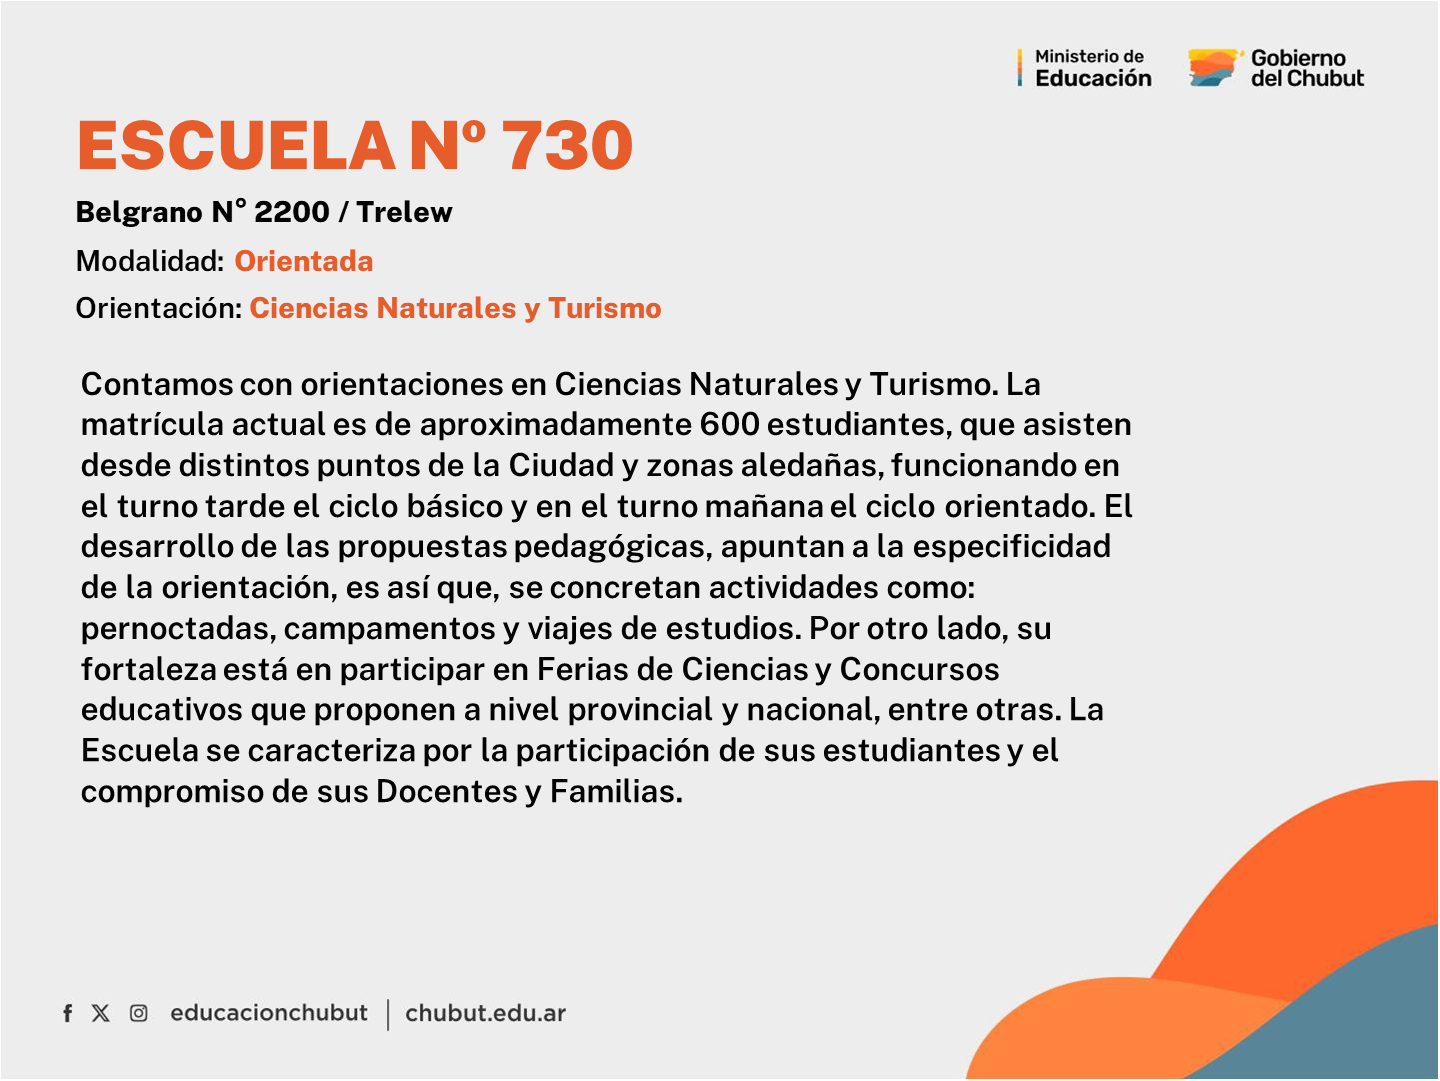 Ministerio de
Educación
Gobierno
del Chubut
ESCUELA Nº 730
Belgrano N° 2200 / Trelew
Modalidad: Orientada
Orientación: Ciencias Naturales y Turismo
Contamos con orientaciones en Ciencias Naturales y Turismo. La
matrícula actual es de aproximadamente 600 estudiantes, que asisten
desde distintos puntos de la Ciudad y zonas aledañas, funcionando en
el turno tarde el ciclo básico y en el turno mañana el ciclo orientado. El
desarrollo de las propuestas pedagógicas, apuntan a la especificidad
de la orientación, es así que, se concretan actividades como:
pernoctadas, campamentos y viajes de estudios. Por otro lado, su
fortaleza está en participar en Ferias de Ciencias y Concursos
educativos que proponen a nivel provincial y nacional, entre otras. La
Escuela se caracteriza por la participación de sus estudiantes y el
compromiso de sus Docentes y Familias.
educacionchubut | chubut.edu.ar